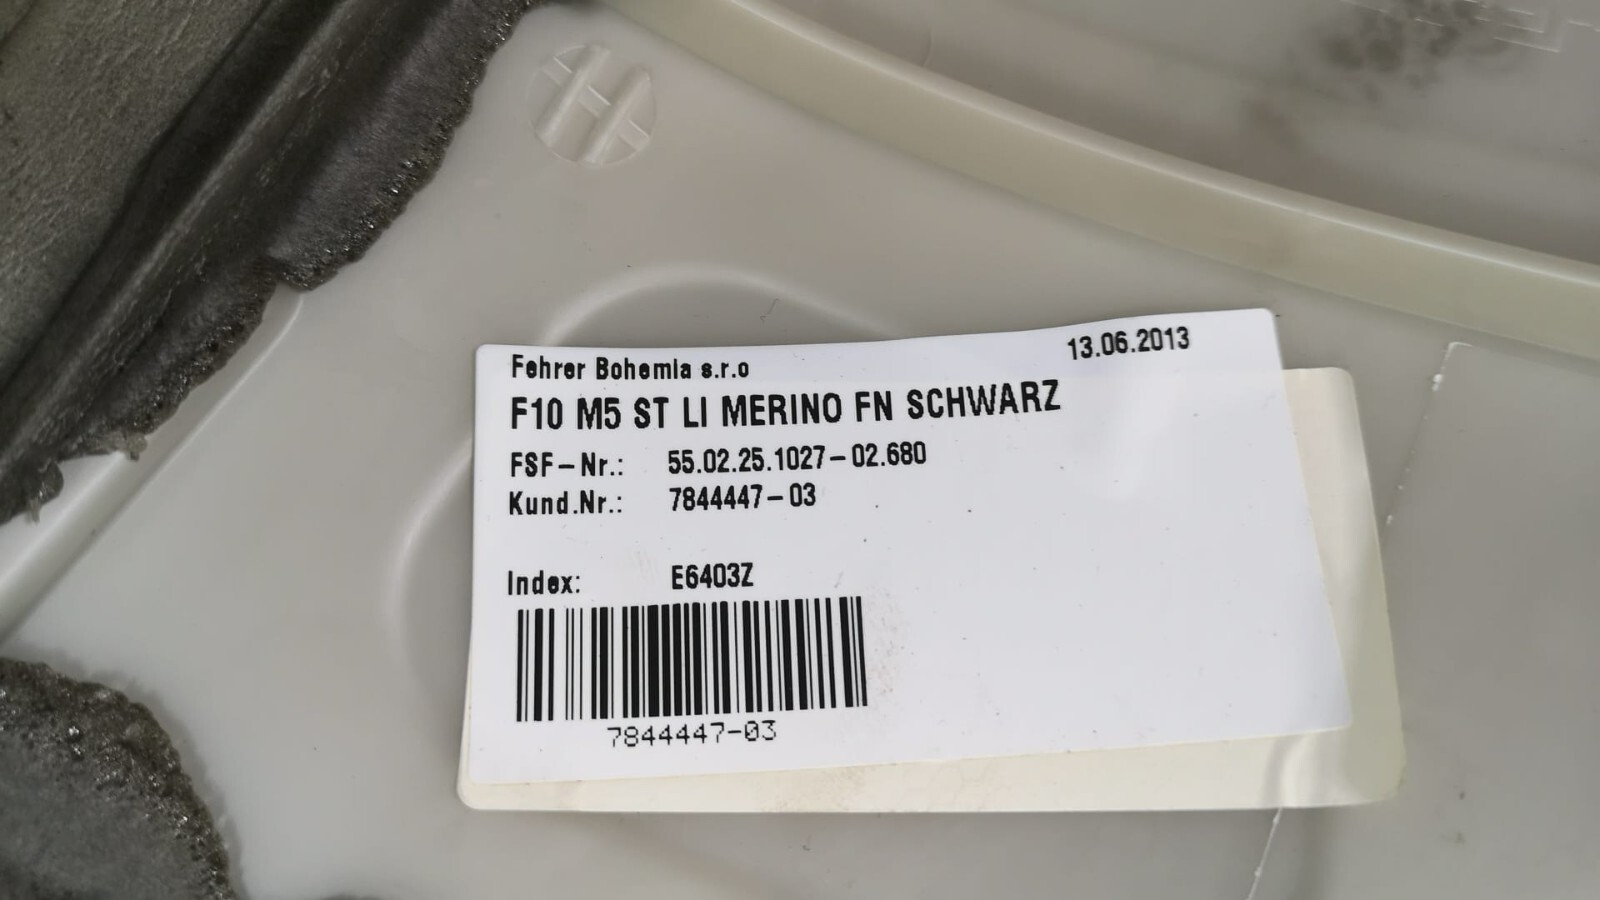 Fehrer Bohemia s.r.o
13.06.2013
F10 M5 ST LI MERINO FN SCHWARZ
FSF-Nr.: 55.02.25.1027-02.680
Kund.Nr.: 7844447-03
Index: E6403Z
7844447-03